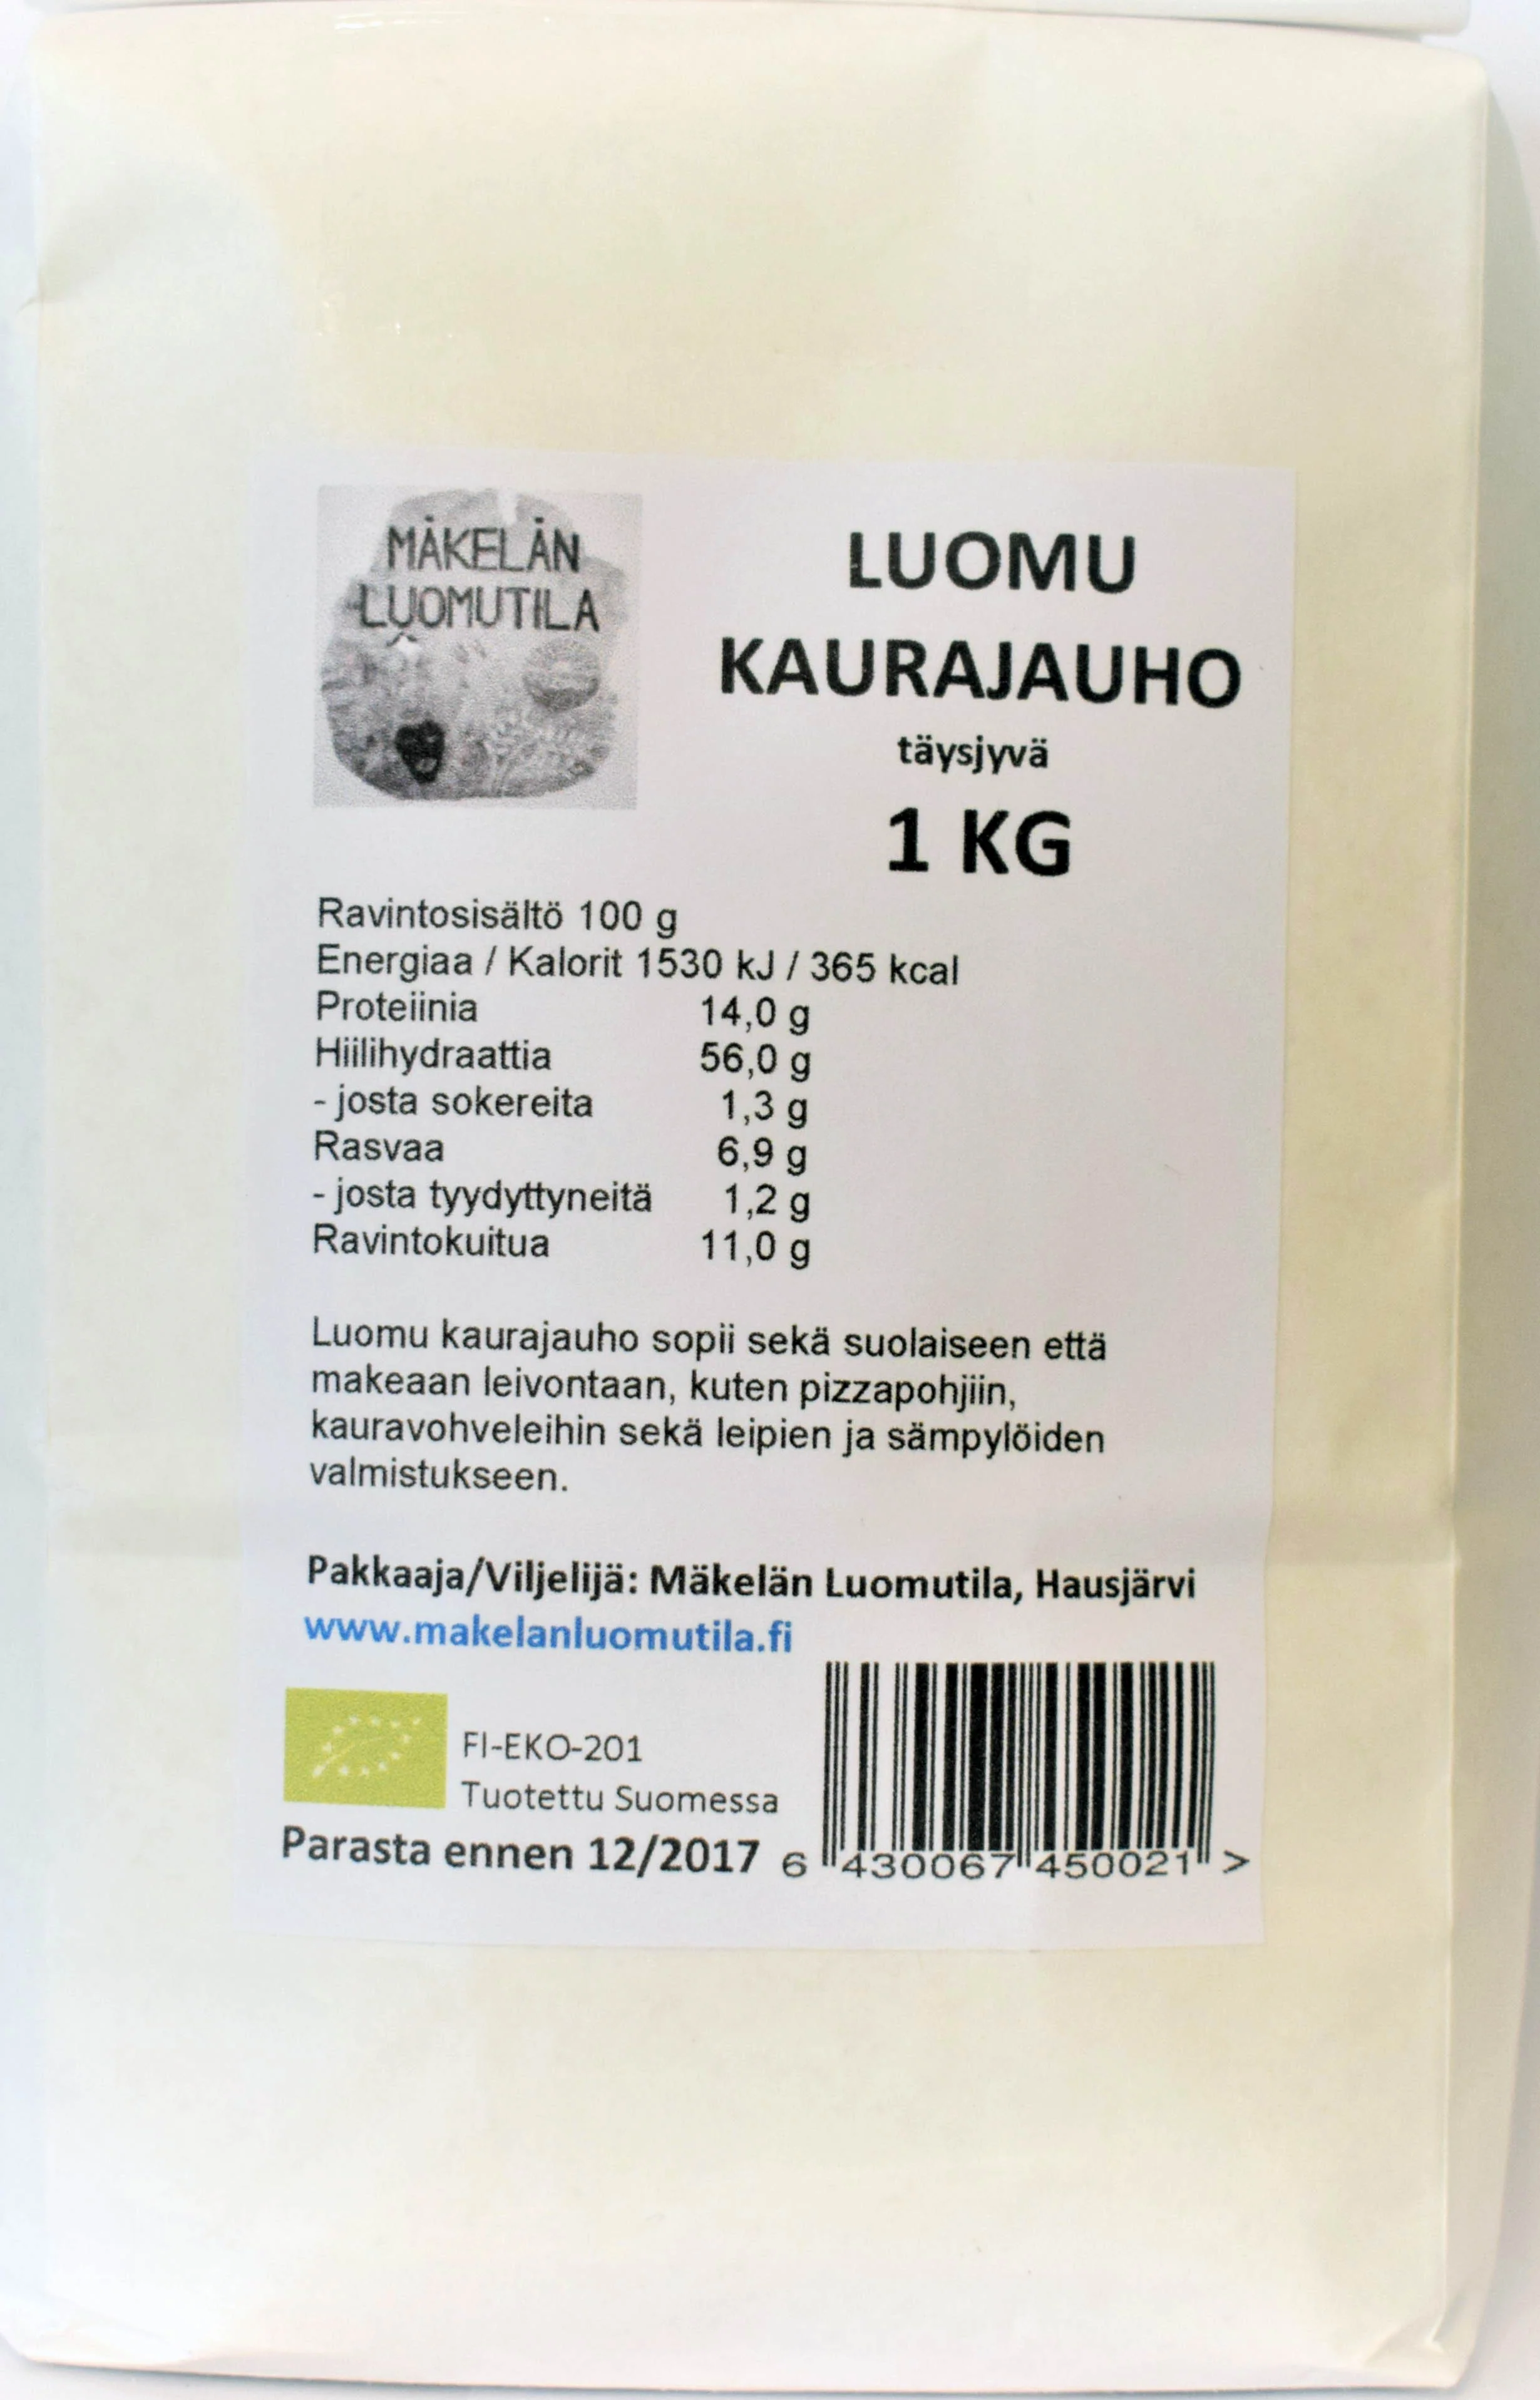 MÄKELÄN
LUOMUTILA
LUOMU
KAURAJAUHO
täysjyvä
1 KG
Ravintosisältö 100 g
Energiaa / Kalorit 1530 kJ / 365 kcal
Proteiinia 14,0 g
Hiilihydraattia 56,0 g
- josta sokereita 1,3 g
Rasvaa 6,9 g
- josta tyydyttyneitä 1,2 g
Ravintokuitua 11,0 g
Luomu kaurajauho sopii sekä suolaiseen että
makeaan leivontaan, kuten pizzapohjiin,
kauravohveleihin sekä leipien ja sämpylöiden
valmistukseen.
Pakkaaja/Viljelijä: Mäkelän Luomutila, Hausjärvi
www.makelanluomutila.fi
FI-EKO-201
Tuotettu Suomessa
Parasta ennen 12/2017
6 430067 450021 >